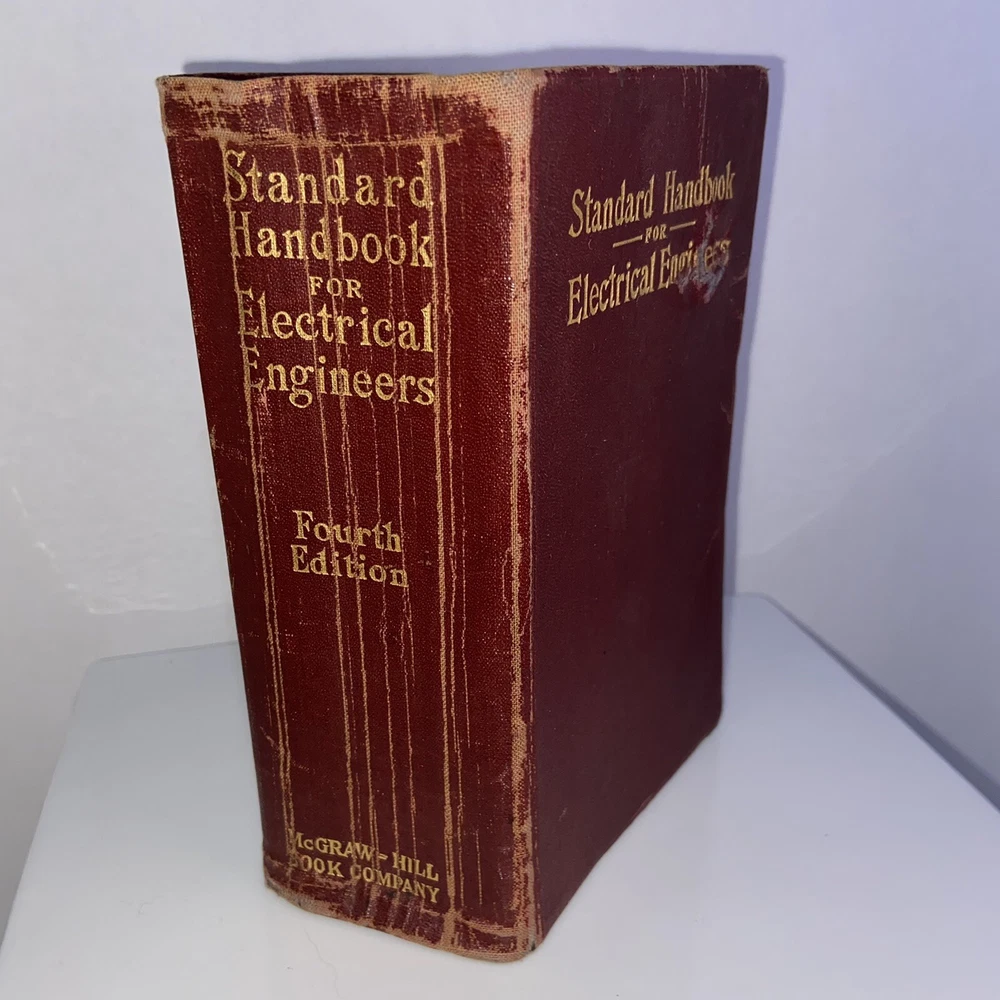 Standard
Handbook
FOR
Electrical
Engineers
Fourth
Edition
McGRAW-HILL
BOOK COMPANY
Standard Handbook
FOR
Electrical Engineers